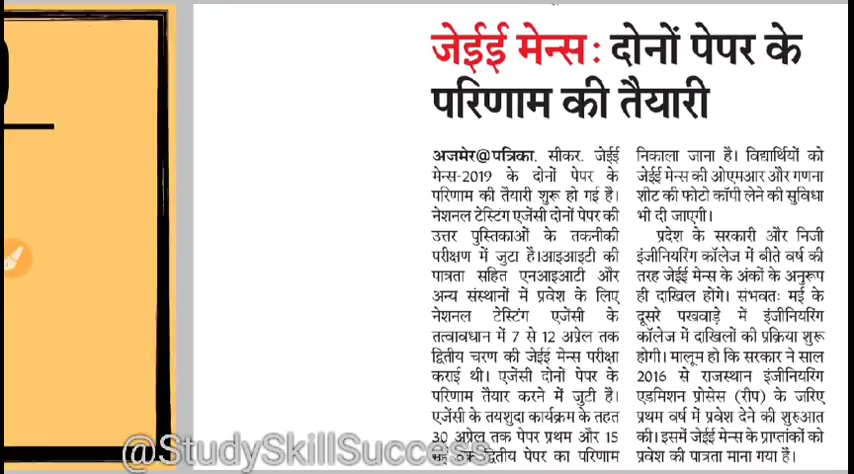 जेईई मेन्स: दोनों पेपर के
परिणाम की तैयारी
अजमेर@पत्रिका. सीकर. जेईई
मेन्स-2019 के दोनों पेपर के
परिणाम की तैयारी शुरू हो गई है।
नेशनल टेस्टिंग एजेंसी दोनों पेपर की
उत्तर पुस्तिकाओं के तकनीकी
परीक्षण में जुटा है।आइआइटी की
पात्रता सहित एनआइटी और
अन्य संस्थानों में प्रवेश के लिए
नेशनल टेस्टिंग एजेंसी के
तत्वावधान में 7 से 12 अप्रेल तक
द्वितीय चरण की जेईई मेन्स परीक्षा
कराई थी। एजेंसी दोनों पेपर के
परिणाम तैयार करने में जुटी है।
एजेंसी के तयशुदा कार्यक्रम के तहत
30 अप्रेल तक पेपर प्रथम और 15
द्वितीय पेपर का परिणाम
निकाला जाना है। विद्यार्थियों को
जेईई मेन्स की ओएमआर और गणना
शीट की फोटो कॉपी लेने की सुविधा
भी दी जाएगी।
प्रदेश के सरकारी और निजी
इंजीनियरिंग कॉलेज में बीते वर्ष की
तरह जेईई मेन्स के अंकों के अनुरूप
ही दाखिल होंगे। संभवत: मई के
दूसरे पखवाड़े में इंजीनियरिंग
कॉलेज में दाखिलों की प्रक्रिया शुरू
होगी। मालूम हो कि सरकार ने साल
2016 से राजस्थान इंजीनियरिंग
एडमिशन प्रोसेस (रीप) के जरिए
प्रथम वर्ष में प्रवेश देने की शुरुआत
की। इसमें जेईई मेन्स के प्राप्तांकों को
प्रवेश की पात्रता माना गया है।
@StudySkillSuccess